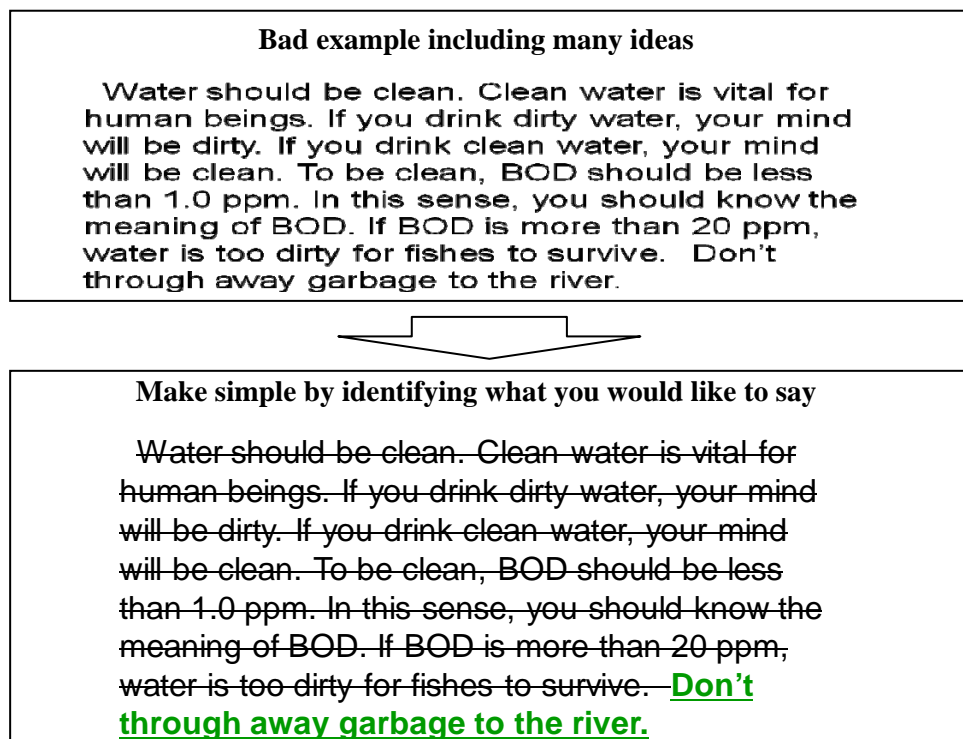 Bad example including many ideas
Water should be clean. Clean water is vital for
human beings. If you drink dirty water, your mind
will be dirty. If you drink clean water, your mind
will be clean. To be clean, BOD should be less
than 1.0 ppm. In this sense, you should know the
meaning of BOD. If BOD is more than 20 ppm,
water is too dirty for fishes to survive. Don't
through away garbage to the river.
Make simple by identifying what you would like to say
Water should be clean. Clean water is vital for
human beings. If you drink dirty water, your mind
will be dirty. If you drink clean water, your mind
will be clean. To be clean, BOD should be less
than 1.0 ppm. In this sense, you should know the
meaning of BOD. If BOD is more than 20 ppm,
water is too dirty for fishes to survive. Don’t
through away garbage to the river.